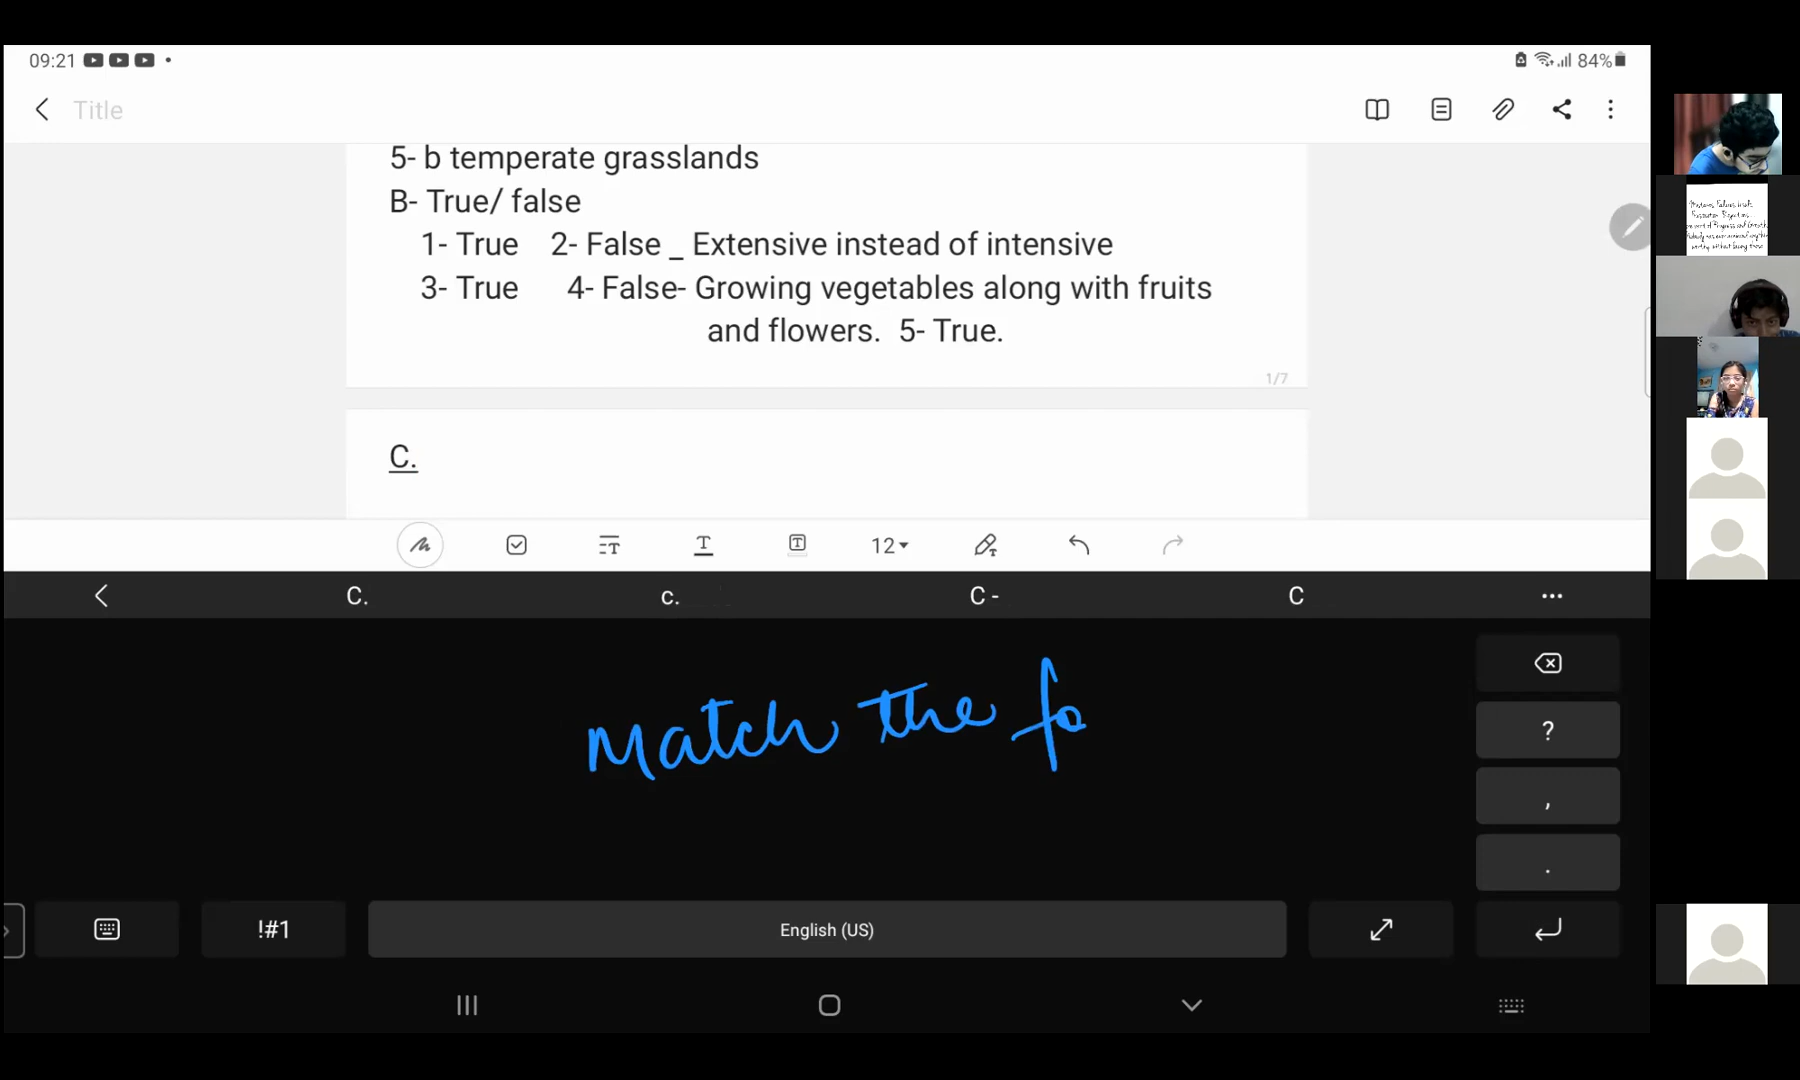 09:21
84%
Title
5- b temperate grasslands
B- True/ false
1- True 2- False _ Extensive instead of intensive
3- True 4- False- Growing vegetables along with fruits
and flowers. 5- True.
1/7
C.
12
C. c. C - C ...
Match the fo
?
,
.
!#1 English (US)